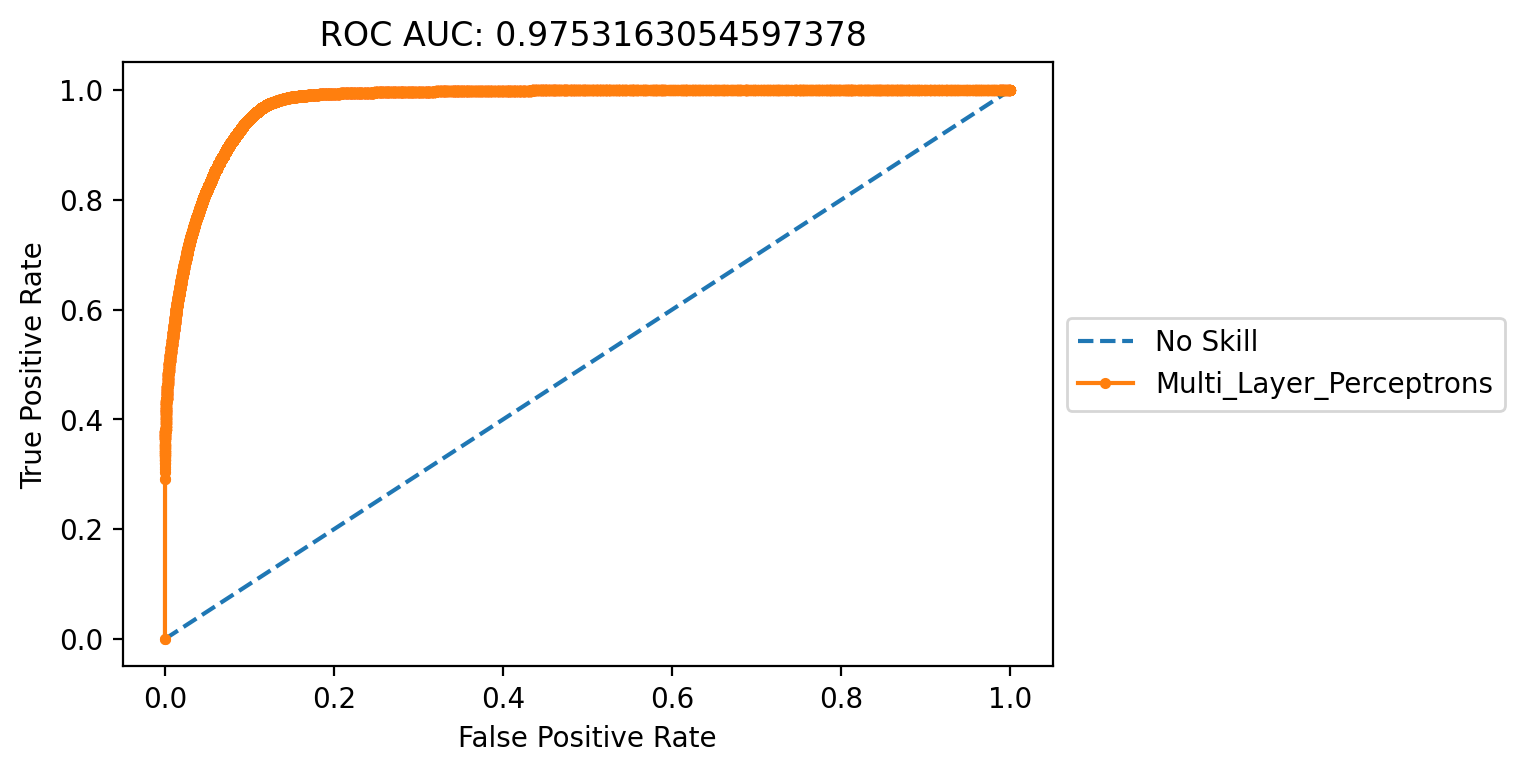 ROC AUC: 0.9753163054597378
1.0
0.8
0.6
0.4
0.2
0.0
True Positive Rate
0.0 0.2 0.4 0.6 0.8 1.0
False Positive Rate
No Skill
Multi_Layer_Perceptrons